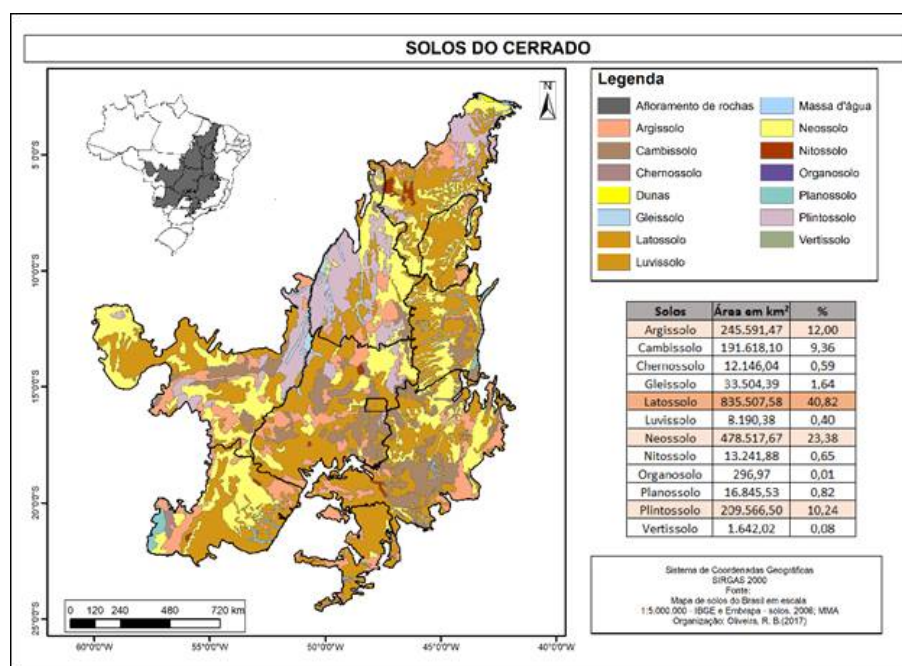 SOLOS DO CERRADO
N
Legenda
Afloramento de rochas
Argissolo
Cambissolo
Chernossolo
Dunas
Gleissolo
Latossolo
Luvissolo
Massa d'água
Neossolo
Nitossolo
Organosolo
Planossolo
Plintossolo
Vertissolo
5°0'0"S
10°0'0"S
15°0'0"S
20°0'0"S
25°0'0"S
60°0'0"W
55°0'0"W
50°0'0"W
45°0'0"W
40°0'0"W
0 120 240 480 720 km
Solos Área em km² %
Argissolo 245.591,47 12,00
Cambissolo 191.618,10 9,36
Chernossolo 12.146,04 0,59
Gleissolo 33.504,39 1,64
Latossolo 835.507,58 40,82
Luvissolo 8.190,38 0,40
Neossolo 478.517,67 23,38
Nitossolo 13.241,88 0,65
Organosolo 296,97 0,01
Planossolo 16.845,53 0,82
Plintossolo 209.566,50 10,24
Vertissolo 1.642,02 0,08
Sistema de Coordenadas Geográficas
SIRGAS 2000
Fonte:
Mapa de solos do Brasil em escala
1:5.000.000 - IBGE e Embrapa - solos, 2006; MMA
Organização: Oliveira, R. B.(2017)